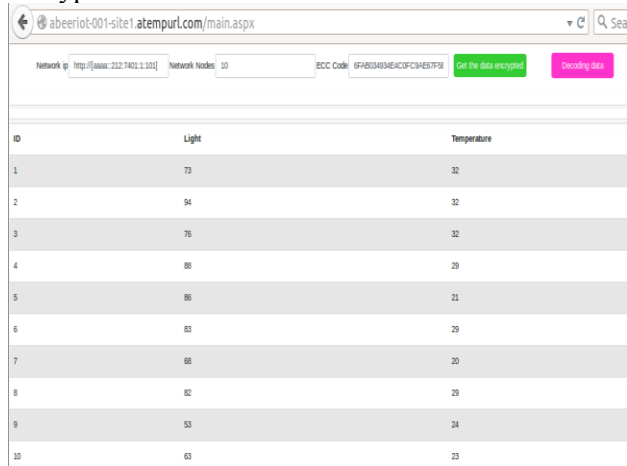 abeeriot-001-site1.atempurl.com/main.aspx Sea
Network ip http://[aaaa::212:7401:1:101] Network Nodes 10 ECC Code 6FAB034934E4C0FC9AE67F5E Get the data encrypted Decoding data
ID Light Temperature
1 73 32
2 94 32
3 76 32
4 88 29
5 86 21
6 83 29
7 68 20
8 82 29
9 53 24
10 63 23